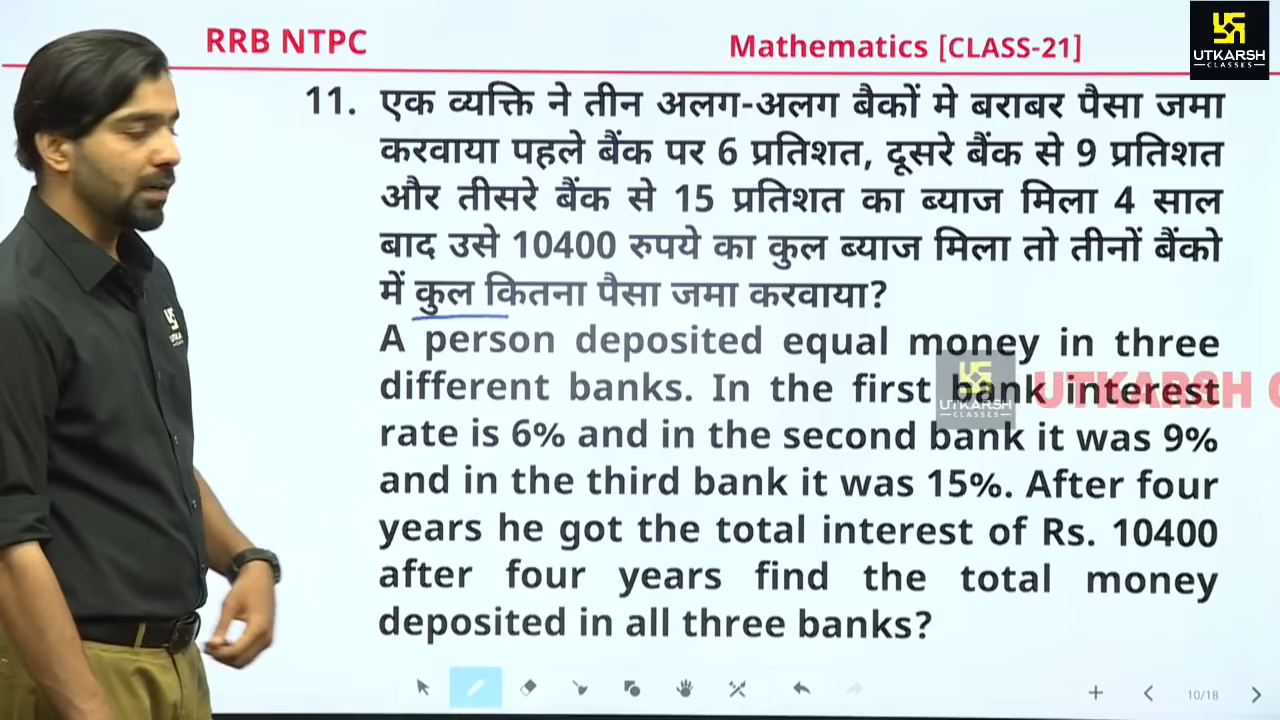 RRB NTPC
Mathematics [CLASS-21]
UTKARSH
CLASSES
11. एक व्यक्ति ने तीन अलग-अलग बैकों मे बराबर पैसा जमा
करवाया पहले बैंक पर 6 प्रतिशत, दूसरे बैंक से 9 प्रतिशत
और तीसरे बैंक से 15 प्रतिशत का ब्याज मिला 4 साल
बाद उसे 10400 रुपये का कुल ब्याज मिला तो तीनों बैंको
में कुल कितना पैसा जमा करवाया?
A person deposited equal money in three
different banks. In the first bank interest
rate is 6% and in the second bank it was 9%
and in the third bank it was 15%. After four
years he got the total interest of Rs. 10400
after four years find the total money
deposited in all three banks?
UTKARSH
CLASSES
UTKARSH C
10/18